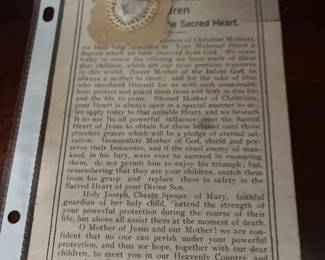 dren
the Sacred Heart.
of Christian Mothers,
we have been to Your Maternal Heart a
deposit which we have received from God. We come
today to renew the offering we have made of these
dear children, which are our most precious treasures
in this world. Sweet Mother of the Infant God, be
always a mother to them; and for the sake of Him
who sacrificed Himself for us with such
love, protect and guard them from evil both in this life
and the life to come. Blessed Mother of Christians,
your Heart is always open in a special manner to us;
we apply today to that amiable Heart, and we beseech
It to use Its all powerful influence over the Sacred
Heart of Jesus to obtain for these beloved ones those
priceless graces which will be a pledge of eternal sal-
vation. Immaculate Mother of God, shield and pre-
serve their Innocence, and if the cruel enemy of man-
kind, in his fury, were ever to succeed in ensnaring
them, do not permit him to enjoy his triumph; but,
remembering that they are your children, snatch them
from his grasp and replace them in safety in the
Sacred Heart of your Divine Son.
Holy Joseph, Chaste Spouse of Mary, faithful
guardian of her holy child, extend the strength of
your powerful protection during the course of their
life, but above all assist them at the moment of death.
O Mother of Jesus and our Mother! we are con-
fident that no one can perish under your powerful
protection, and thus we hope, together with our dear
children, to meet you in our Heavenly Country, and